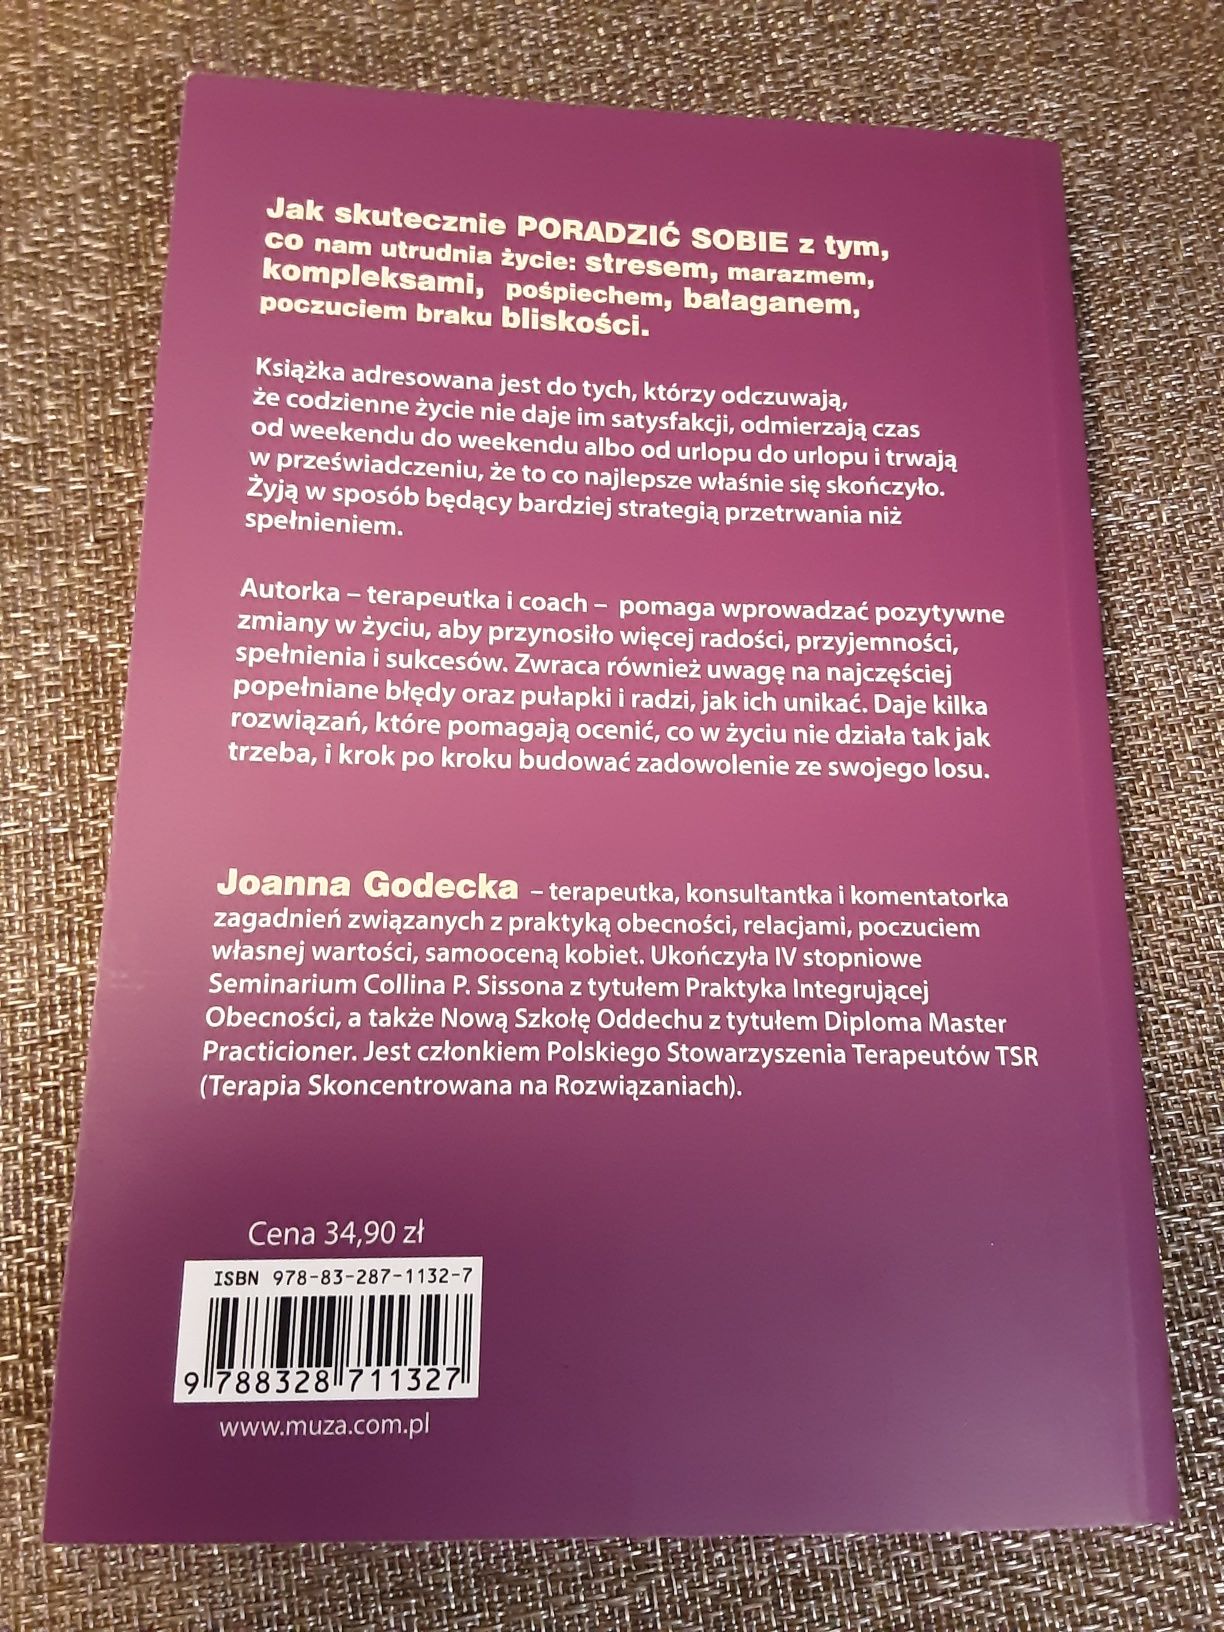 Jak skutecznie PORADZIĆ SOBIE z tym,
co nam utrudnia życie: stresem, marazmem,
kompleksami, pośpiechem, bałaganem,
poczuciem braku bliskości.
Książka adresowana jest do tych, którzy odczuwają,
że codzienne życie nie daje im satysfakcji, odmierzają czas
od weekendu do weekendu albo od urlopu do urlopu i trwają
w przeświadczeniu, że to co najlepsze właśnie się skończyło.
Żyją w sposób będący bardziej strategią przetrwania niż
spełnieniem.
Autorka – terapeutka i coach – pomaga wprowadzać pozytywne
zmiany w życiu, aby przynosiło więcej radości, przyjemności,
spełnienia i sukcesów. Zwraca również uwagę na najczęściej
popełniane błędy oraz pułapki i radzi, jak ich unikać. Daje kilka
rozwiązań, które pomagają ocenić, co w życiu nie działa tak jak
trzeba, i krok po kroku budować zadowolenie ze swojego losu.
Joanna Godecka – terapeutka, konsultantka i komentatorka
zagadnień związanych z praktyką obecności, relacjami, poczuciem
własnej wartości, samooceną kobiet. Ukończyła IV stopniowe
Seminarium Collina P. Sissona z tytułem Praktyka Integrującej
Obecności, a także Nową Szkołę Oddechu z tytułem Diploma Master
Practicioner. Jest członkiem Polskiego Stowarzyszenia Terapeutów TSR
(Terapia Skoncentrowana na Rozwiązaniach).
Cena 34,90 zł
ISBN 978-83-287-1132-7
9 788328 711327
www.muza.com.pl